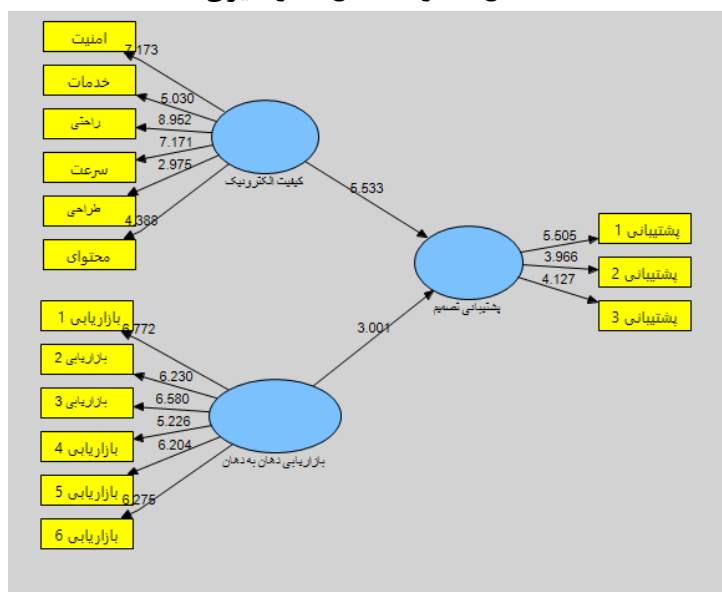 امنیت
7.173
خدمات
5.030
راحتی
8.952
سرعت
7.171
طراحی
2.975
محتوای
4.388
کیفیت الکترونیک
5.533
بازاریابی 1
6.772
بازاریابی 2
6.230
بازاریابی 3
6.580
بازاریابی 4
5.226
بازاریابی 5
6.204
بازاریابی 6
6.275
بازاریابی دهان به دهان
3.001
پشتیبانی تصمیم
پشتیبانی 1
5.505
پشتیبانی 2
3.966
پشتیبانی 3
4.127